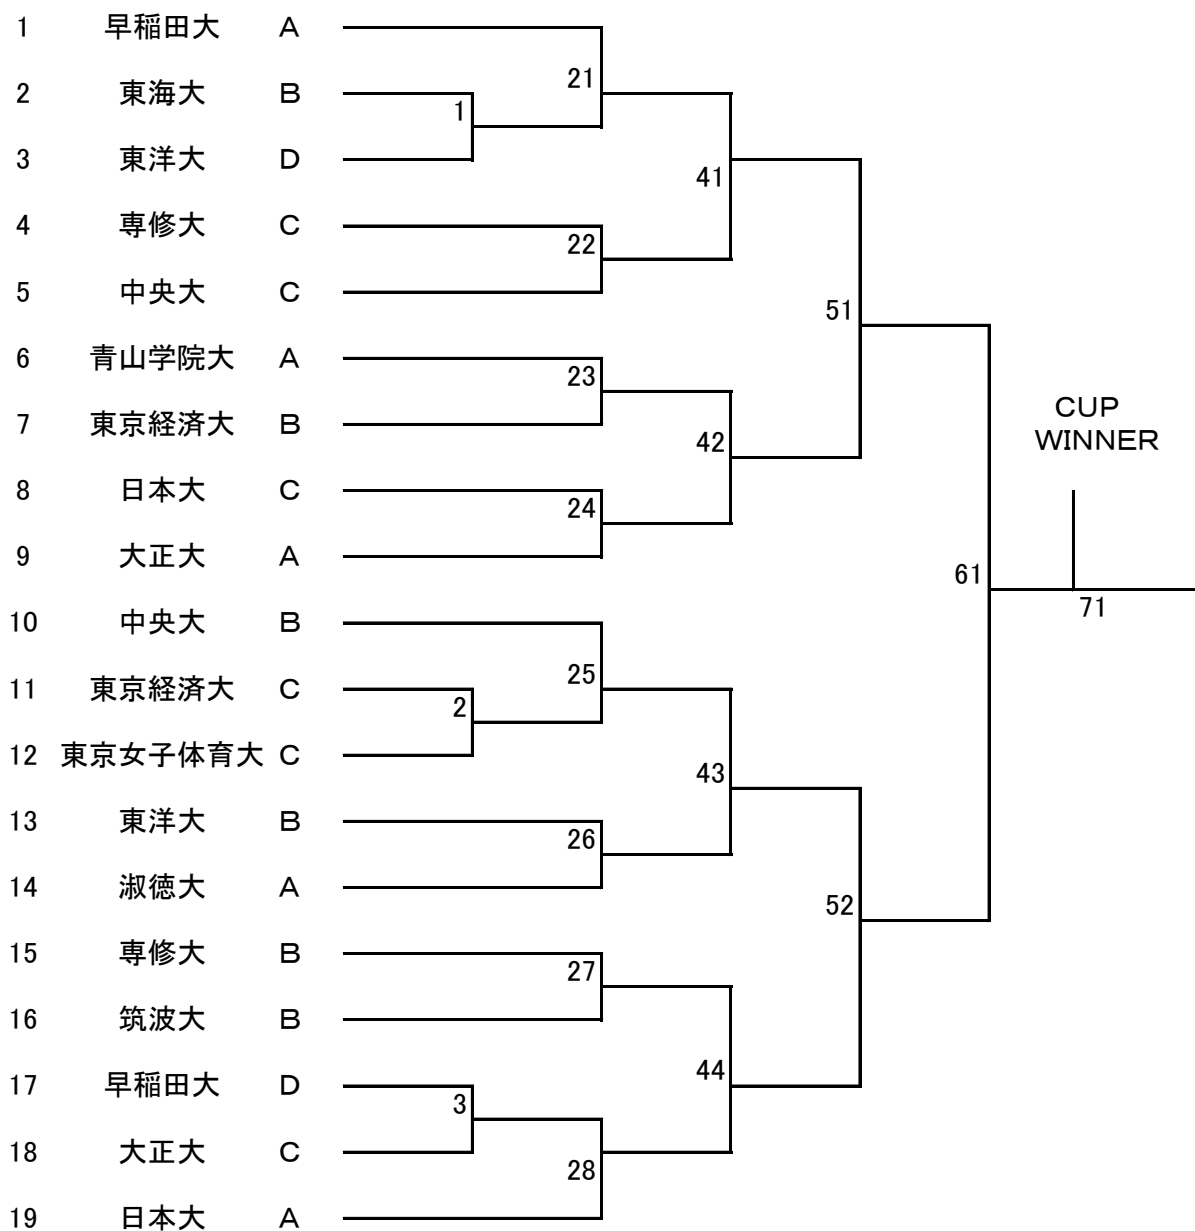 1 早稲田大 A
21
2 東海大 B
1
3 東洋大 D
41
4 専修大 C
22
5 中央大 C
51
6 青山学院大 A
23
7 東京経済大 B
CUP
WINNER
42
8 日本大 C
24
9 大正大 A
61
71
10 中央大 B
25
11 東京経済大 C
2
12 東京女子体育大 C
43
13 東洋大 B
26
14 淑徳大 A
52
15 専修大 B
27
16 筑波大 B
44
17 早稲田大 D
3
18 大正大 C
28
19 日本大 A